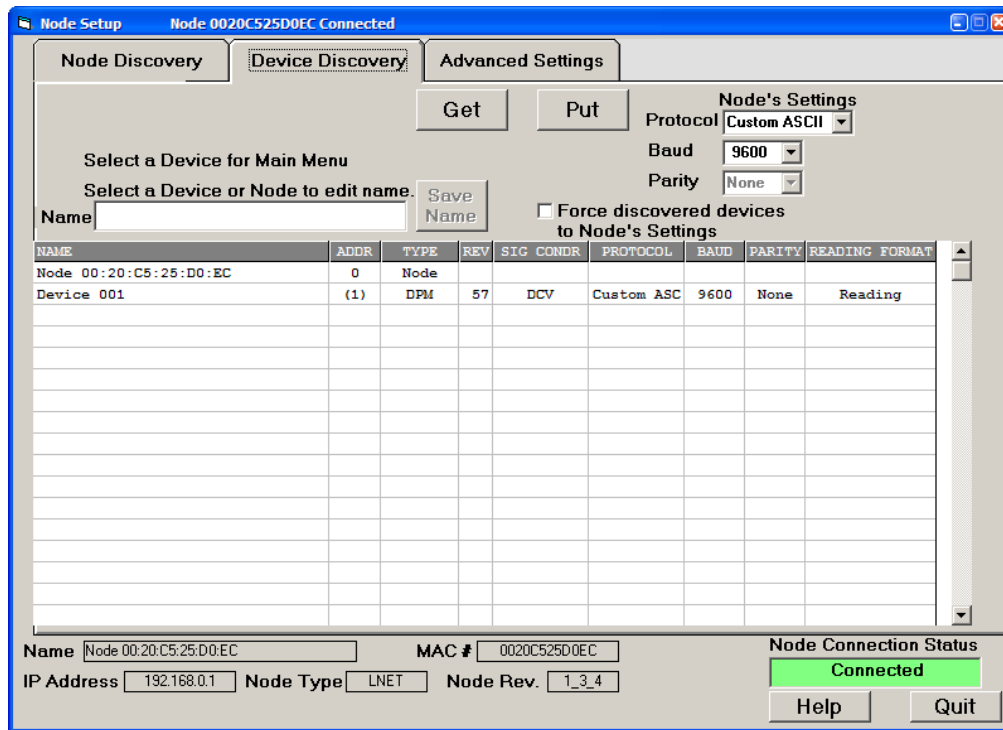 Node Setup Node 0020C525D0EC Connected
Node Discovery Device Discovery Advanced Settings
Get Put Node's Settings
Protocol Custom ASCII
Select a Device for Main Menu Baud 9600
Select a Device or Node to edit name. Parity None
Name Save Name
Force discovered devices
to Node's Settings
NAME ADDR TYPE REV SIG CONDR PROTOCOL BAUD PARITY READING FORMAT
Node 00:20:C5:25:D0:EC 0 Node
Device 001 (1) DPM 57 DCV Custom ASC 9600 None Reading
Name Node 00:20:C5:25:D0:EC MAC # 0020C525D0EC Node Connection Status
Connected
IP Address 192.168.0.1 Node Type LNET Node Rev. 1_3_4
Help Quit